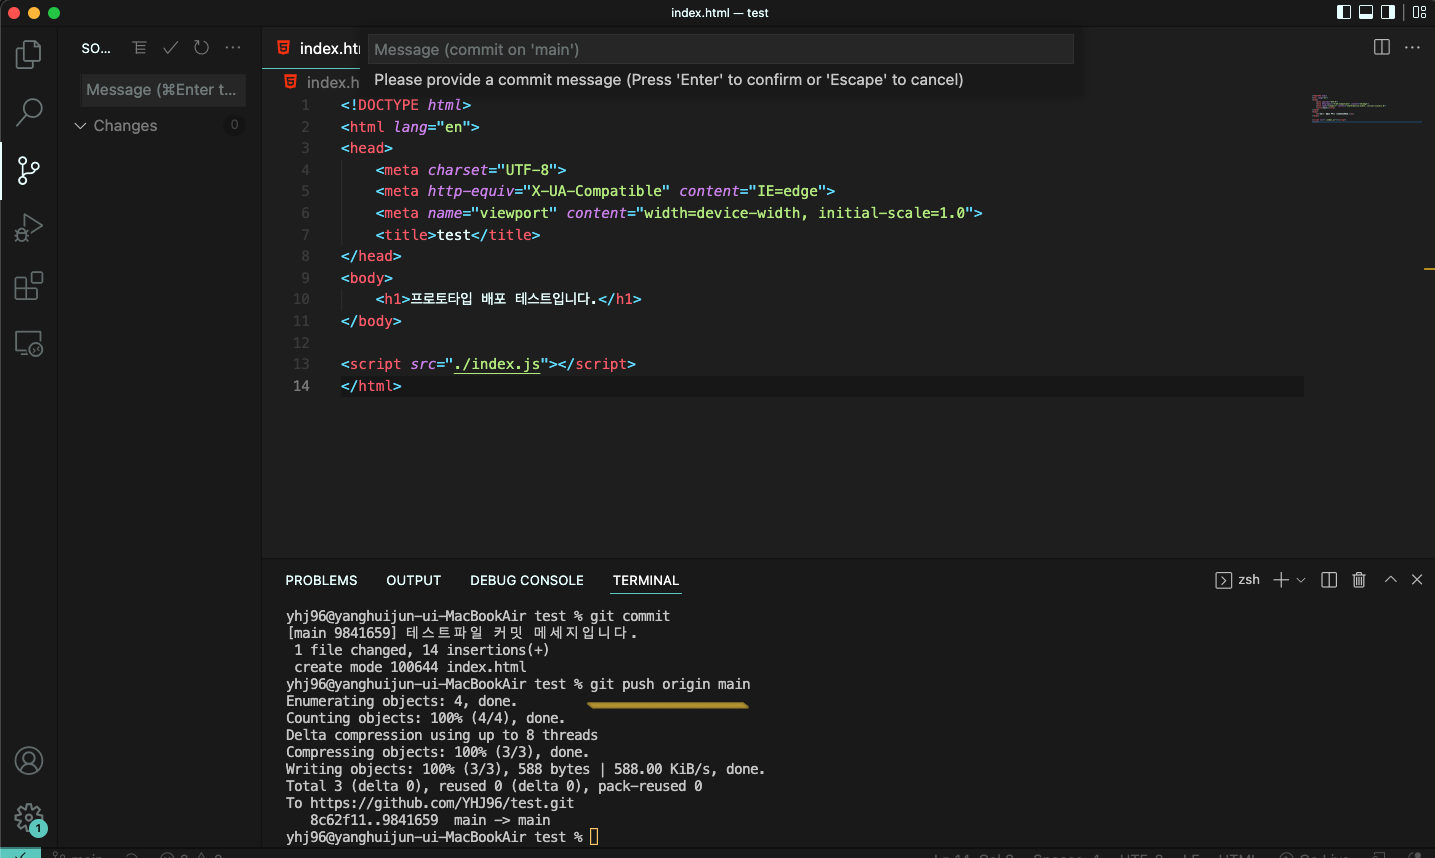 index.html — test
SO...
Message (⌘Enter t...
Changes 0
Message (commit on 'main')
Please provide a commit message (Press 'Enter' to confirm or 'Escape' to cancel)
1 <!DOCTYPE html>
2 <html lang="en">
3 <head>
4 <meta charset="UTF-8">
5 <meta http-equiv="X-UA-Compatible" content="IE=edge">
6 <meta name="viewport" content="width=device-width, initial-scale=1.0">
7 <title>test</title>
8 </head>
9 <body>
10 <h1>프로토타입 배포 테스트입니다.</h1>
11 </body>
12
13 <script src="./index.js"></script>
14 </html>
PROBLEMS OUTPUT DEBUG CONSOLE TERMINAL zsh
yhj96@yanghuijun-ui-MacBookAir test % git commit
[main 9841659] 테스트파일 커밋 메세지입니다.
1 file changed, 14 insertions(+)
create mode 100644 index.html
yhj96@yanghuijun-ui-MacBookAir test % git push origin main
Enumerating objects: 4, done.
Counting objects: 100% (4/4), done.
Delta compression using up to 8 threads
Compressing objects: 100% (3/3), done.
Writing objects: 100% (3/3), 588 bytes | 588.00 KiB/s, done.
Total 3 (delta 0), reused 0 (delta 0), pack-reused 0
To https://github.com/YHJ96/test.git
8c62f11..9841659 main -> main
yhj96@yanghuijun-ui-MacBookAir test %
1